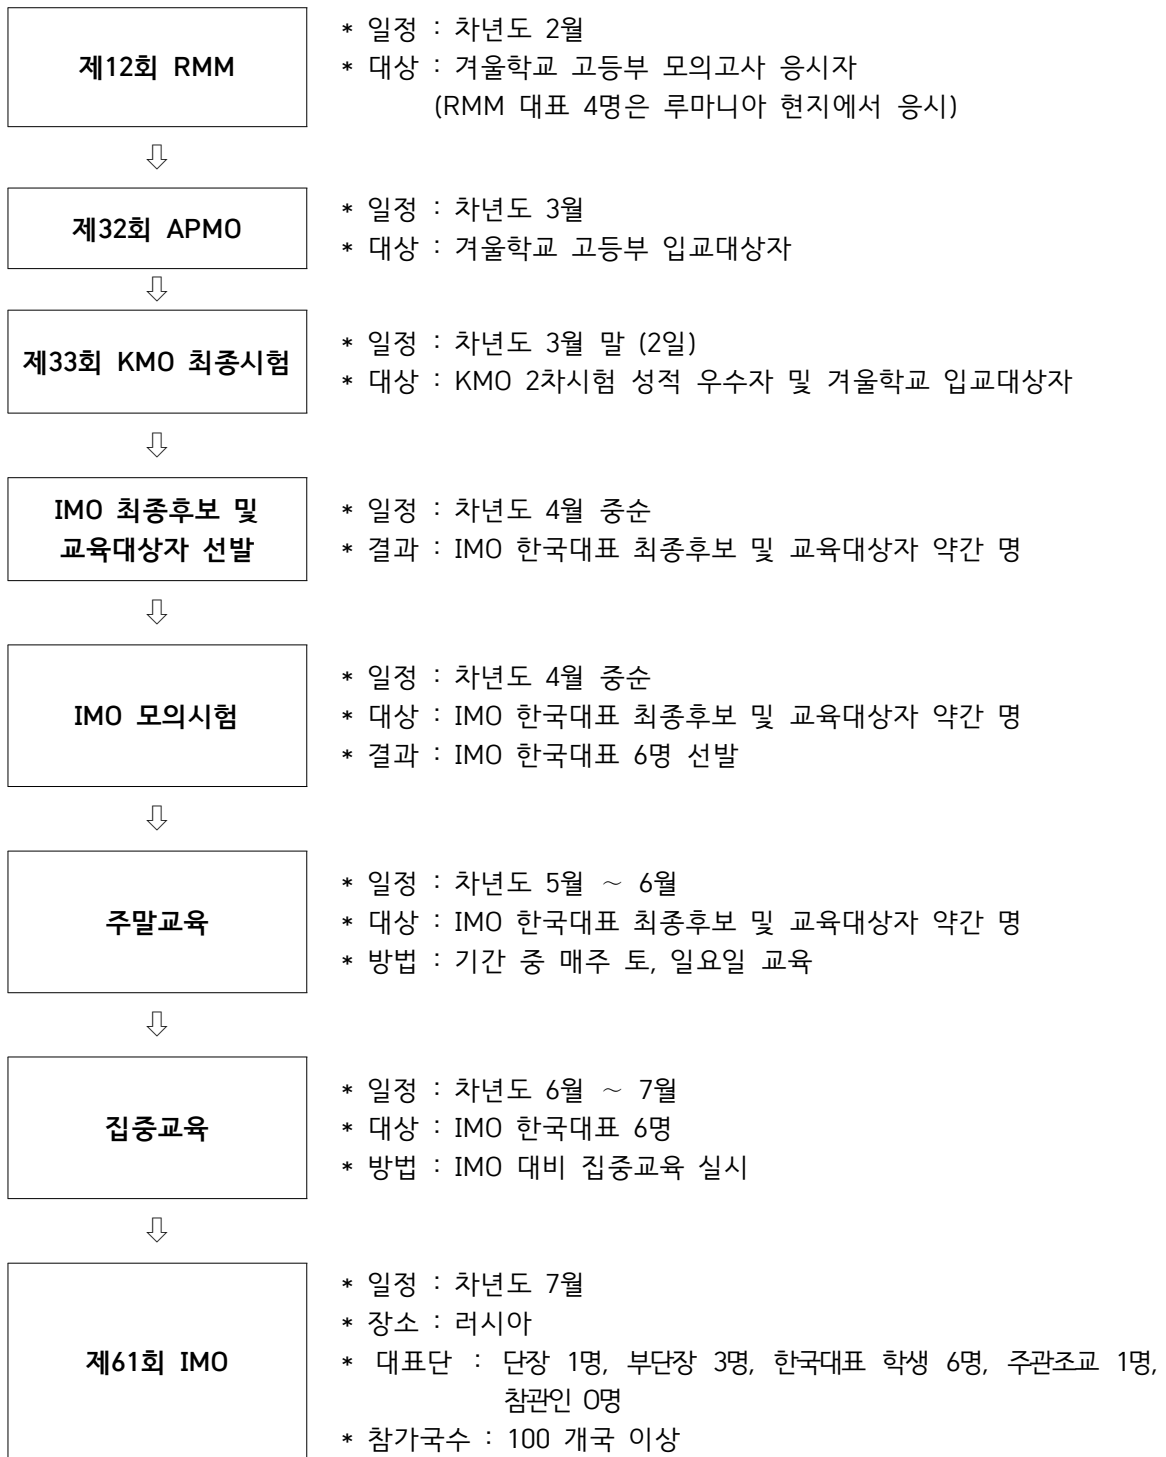 제12회 RMM
* 일정 : 차년도 2월
* 대상 : 겨울학교 고등부 모의고사 응시자
(RMM 대표 4명은 루마니아 현지에서 응시)
⇩
제32회 APMO
* 일정 : 차년도 3월
* 대상 : 겨울학교 고등부 입교대상자
⇩
제33회 KMO 최종시험
* 일정 : 차년도 3월 말 (2일)
* 대상 : KMO 2차시험 성적 우수자 및 겨울학교 입교대상자
⇩
IMO 최종후보 및
교육대상자 선발
* 일정 : 차년도 4월 중순
* 결과 : IMO 한국대표 최종후보 및 교육대상자 약간 명
⇩
IMO 모의시험
* 일정 : 차년도 4월 중순
* 대상 : IMO 한국대표 최종후보 및 교육대상자 약간 명
* 결과 : IMO 한국대표 6명 선발
⇩
주말교육
* 일정 : 차년도 5월 ~ 6월
* 대상 : IMO 한국대표 최종후보 및 교육대상자 약간 명
* 방법 : 기간 중 매주 토, 일요일 교육
⇩
집중교육
* 일정 : 차년도 6월 ~ 7월
* 대상 : IMO 한국대표 6명
* 방법 : IMO 대비 집중교육 실시
⇩
제61회 IMO
* 일정 : 차년도 7월
* 장소 : 러시아
* 대표단 : 단장 1명, 부단장 3명, 한국대표 학생 6명, 주관조교 1명,
참관인 0명
* 참가국수 : 100 개국 이상